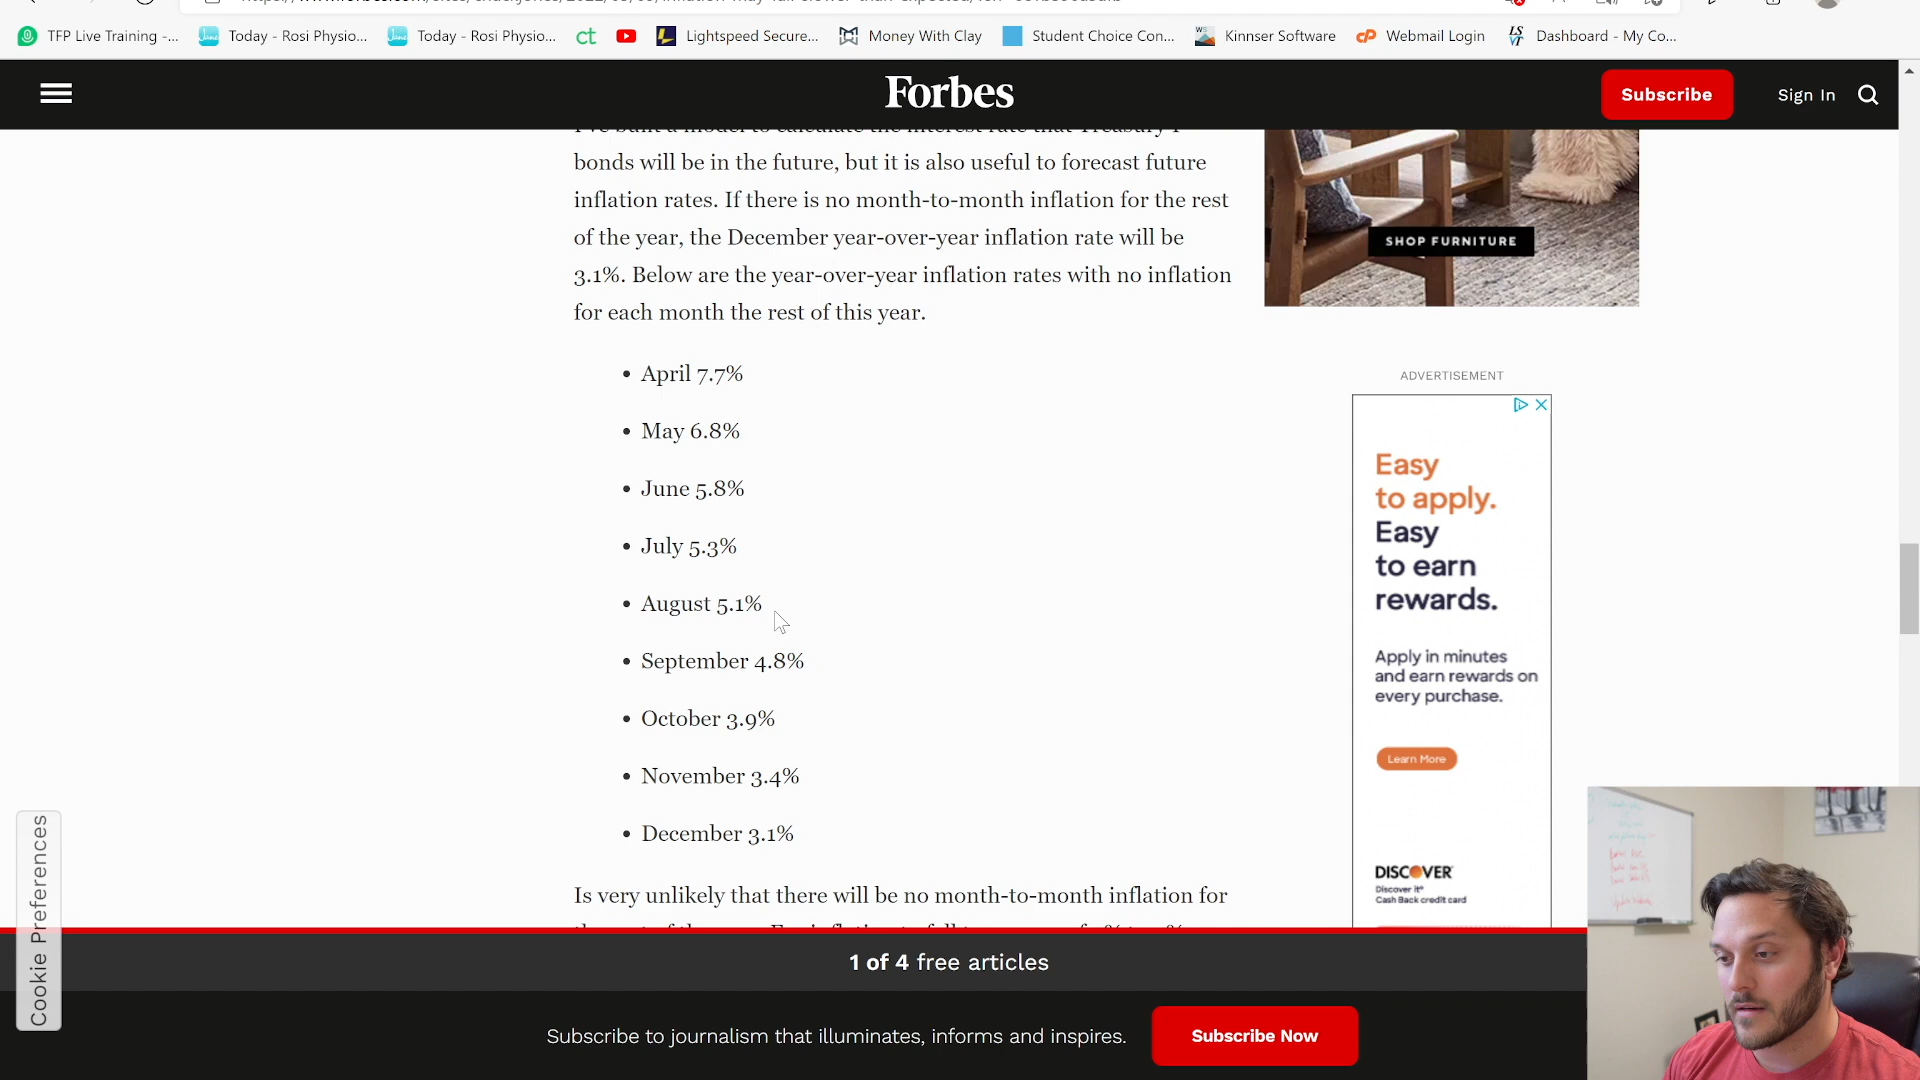 TFP Live Training -...
Today - Rosi Physio...
Today - Rosi Physio...
ct
Lightspeed Secure...
Money With Clay
Student Choice Con...
Kinnser Software
Webmail Login
Dashboard - My Co...
Forbes
Subscribe
Sign In
I've built a model to calculate the interest rate that Treasury I
bonds will be in the future, but it is also useful to forecast future
inflation rates. If there is no month-to-month inflation for the rest
of the year, the December year-over-year inflation rate will be
3.1%. Below are the year-over-year inflation rates with no inflation
for each month the rest of this year.
• April 7.7%
• May 6.8%
• June 5.8%
• July 5.3%
• August 5.1%
• September 4.8%
• October 3.9%
• November 3.4%
• December 3.1%
Is very unlikely that there will be no month-to-month inflation for
SHOP FURNITURE
ADVERTISEMENT
Easy
to apply.
Easy
to earn
rewards.
Apply in minutes
and earn rewards on
every purchase.
Learn More
DISCOVER
Discover it®
Cash Back credit card
Cookie Preferences
1 of 4 free articles
Subscribe to journalism that illuminates, informs and inspires.
Subscribe Now